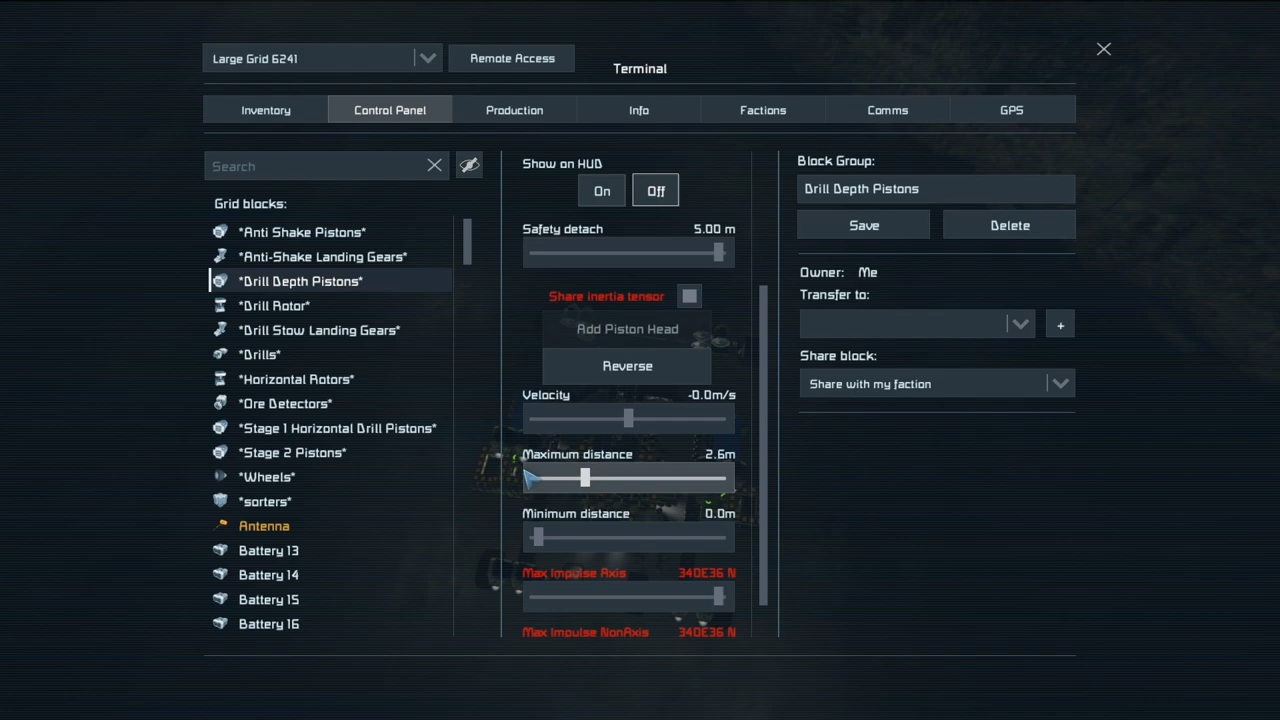 Large Grid 6241
Remote Access
Terminal
Inventory
Control Panel
Production
Info
Factions
Comms
GPS
Search
Grid blocks:
*Anti Shake Pistons*
*Anti-Shake Landing Gears*
*Drill Depth Pistons*
*Drill Rotor*
*Drill Stow Landing Gears*
*Drills*
*Horizontal Rotors*
*Ore Detectors*
*Stage 1 Horizontal Drill Pistons*
*Stage 2 Pistons*
*Wheels*
*sorters*
Antenna
Battery 13
Battery 14
Battery 15
Battery 16
Show on HUD
On
Off
Safety detach 5.00 m
Share inertia tensor
Add Piston Head
Reverse
Velocity -0.0m/s
Maximum distance 2.6m
Minimum distance 0.0m
Max Impulse Axis 340E36 N
Max Impulse NonAxis 340E36 N
Block Group:
Drill Depth Pistons
Save
Delete
Owner: Me
Transfer to:
+
Share block:
Share with my faction